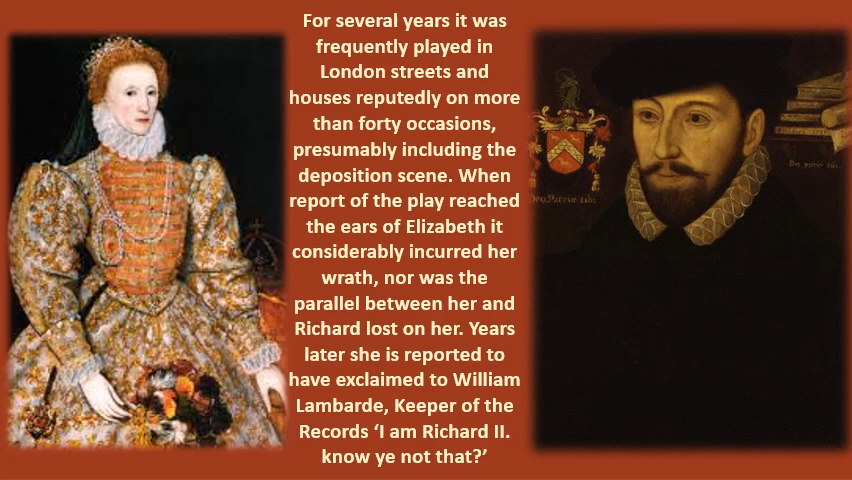 For several years it was
frequently played in
London streets and
houses reputedly on more
than forty occasions,
presumably including the
deposition scene. When
report of the play reached
the ears of Elizabeth it
considerably incurred her
wrath, nor was the
parallel between her and
Richard lost on her. Years
later she is reported to
have exclaimed to William
Lambarde, Keeper of the
Records ‘I am Richard II.
know ye not that?’